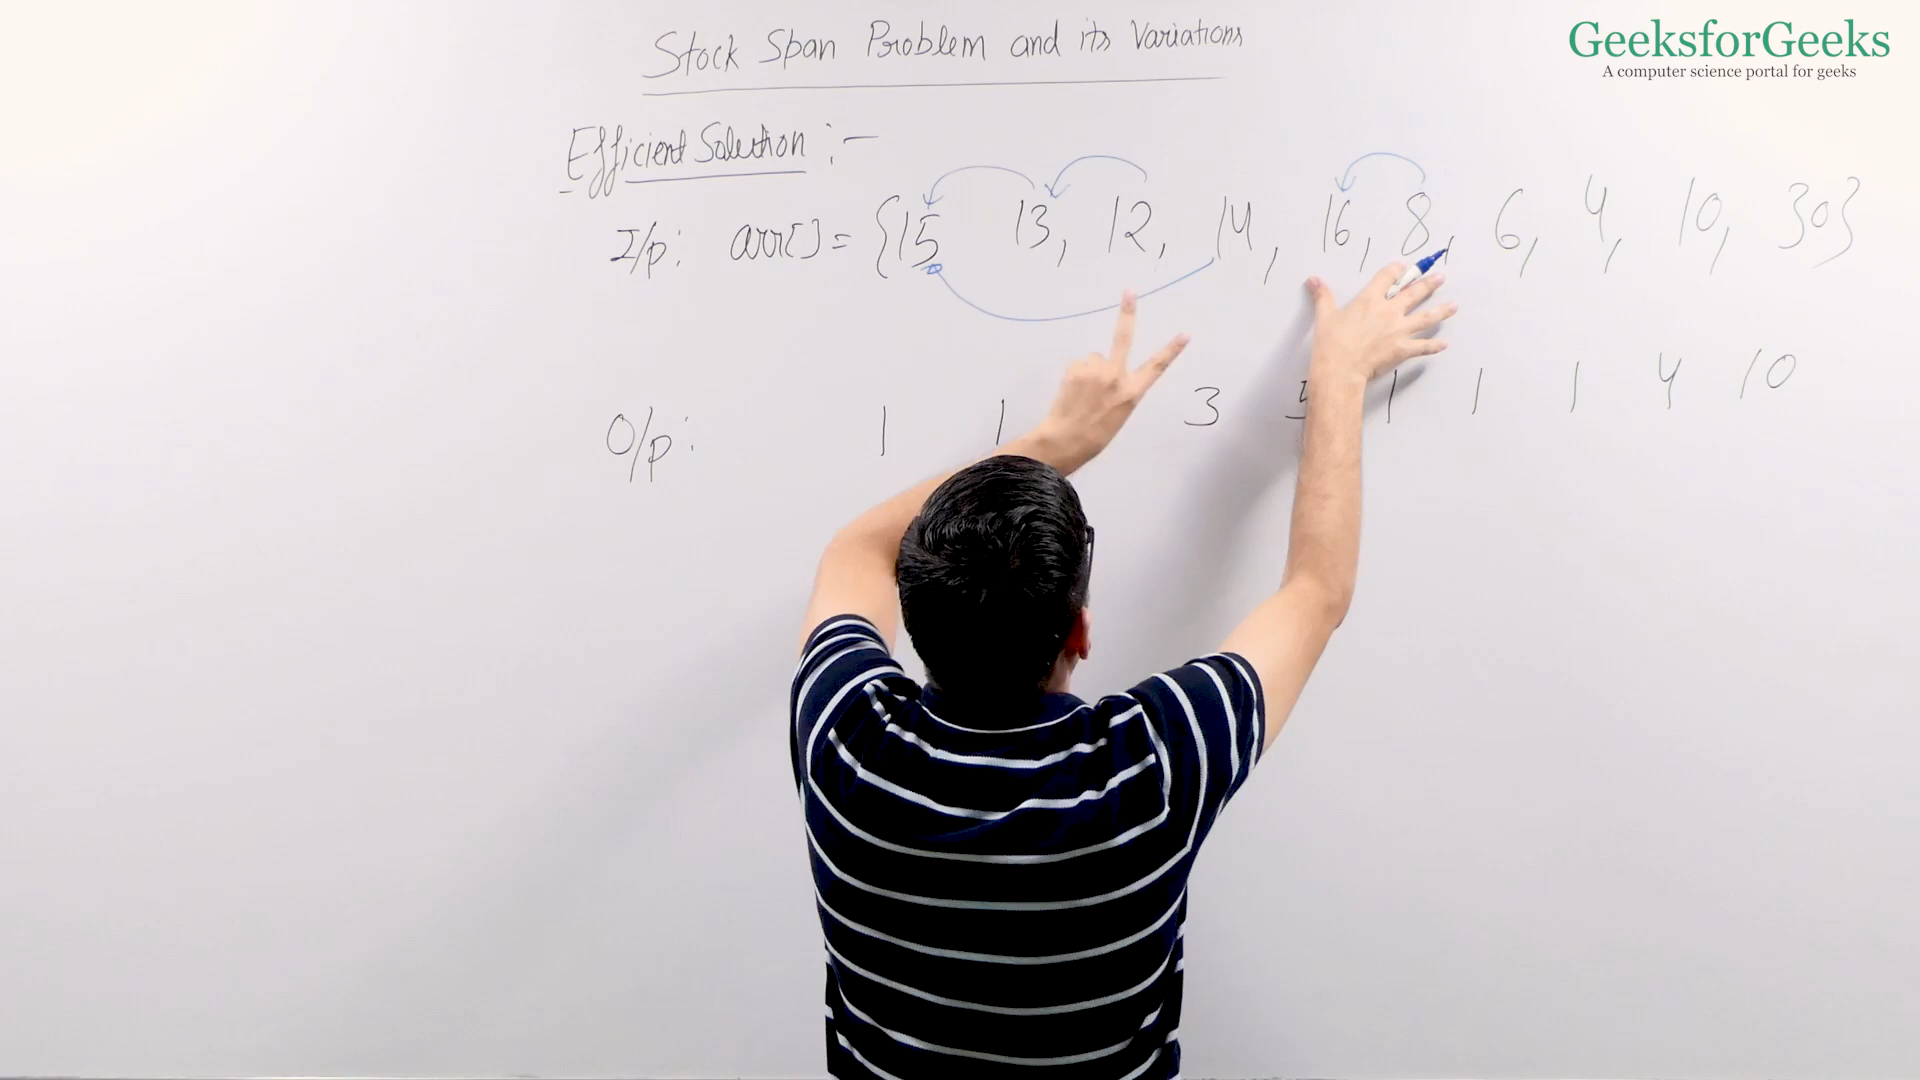 Stock Span Problem and its Variations
GeeksforGeeks
A computer science portal for geeks
Efficient Solution :-
I/p: arr[] = {15 13, 12, 14, 16, 8, 6, 4, 10, 30}
O/p: 1 1 3 5 1 1 1 4 10